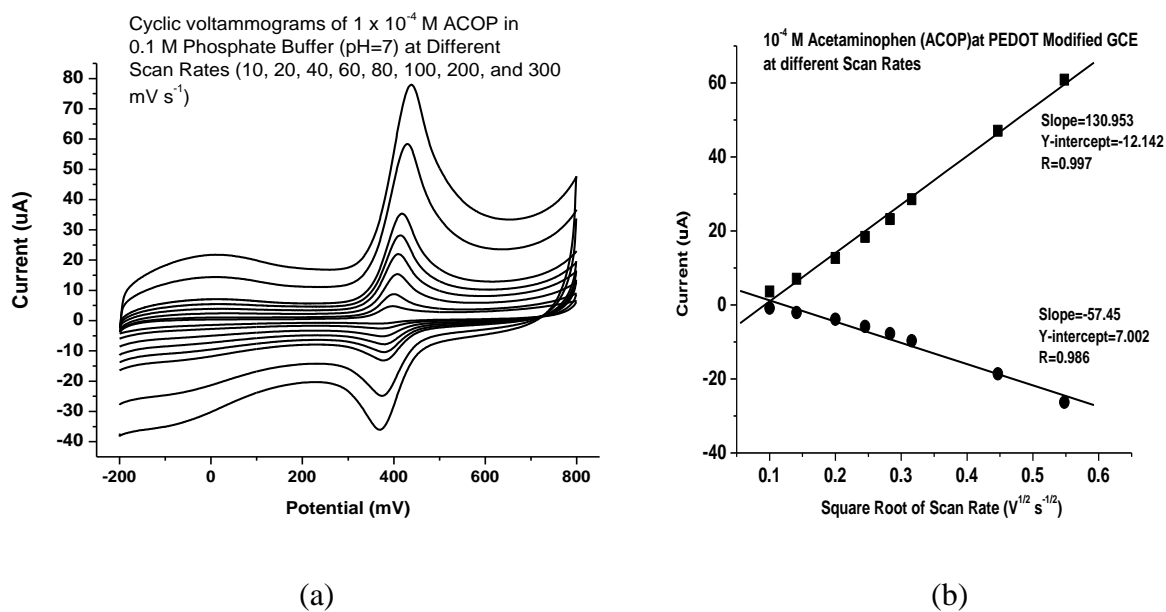 Cyclic voltammograms of 1 x 10⁻⁴ M ACOP in
0.1 M Phosphate Buffer (pH=7) at Different
Scan Rates (10, 20, 40, 60, 80, 100, 200, and 300
mV s⁻¹)
80
70
60
50
40
30
20
10
0
-10
-20
-30
-40
Current (uA)
-200
0
200
400
600
800
Potential (mV)
(a)
10⁻⁴ M Acetaminophen (ACOP)at PEDOT Modified GCE
at different Scan Rates
60
40
20
0
-20
-40
Current (uA)
Slope=130.953
Y-intercept=-12.142
R=0.997
Slope=-57.45
Y-intercept=7.002
R=0.986
0.1
0.2
0.3
0.4
0.5
0.6
Square Root of Scan Rate (V¹/² s⁻¹/²)
(b)